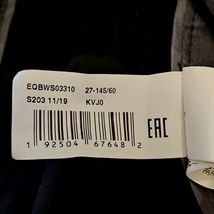 EQBWS03310 27-145/60
S203 11/19 KVJ0
EAC
1 92504 67648 2